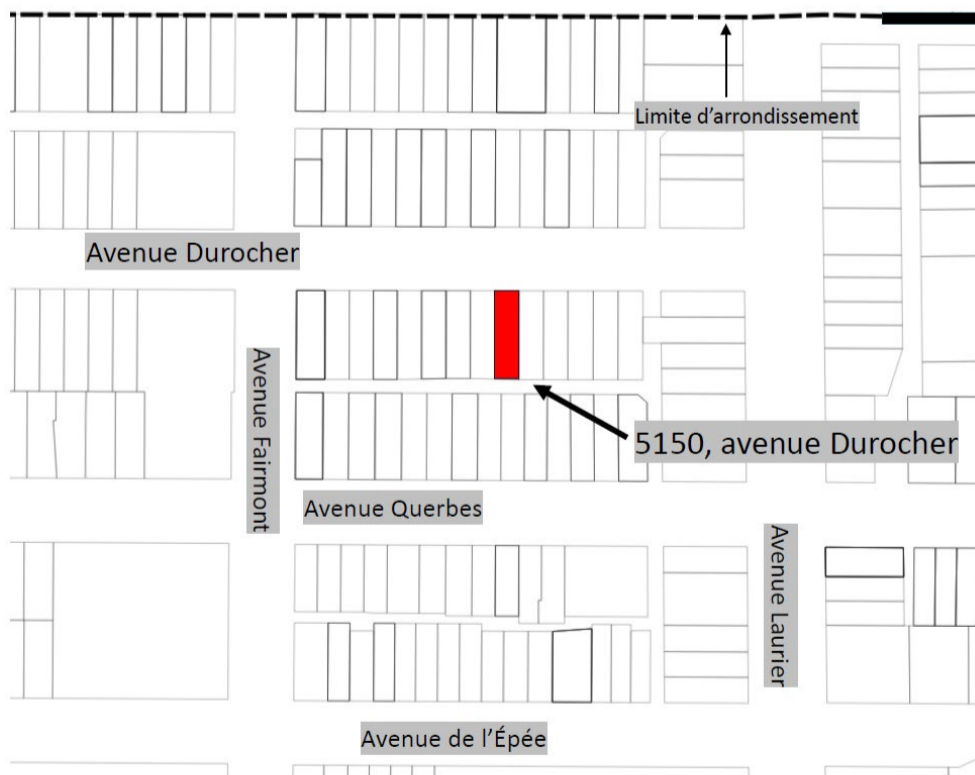 Limite d'arrondissement
Avenue Durocher
Avenue Fairmont
5150, avenue Durocher
Avenue Querbes
Avenue Laurier
Avenue de l'Épée